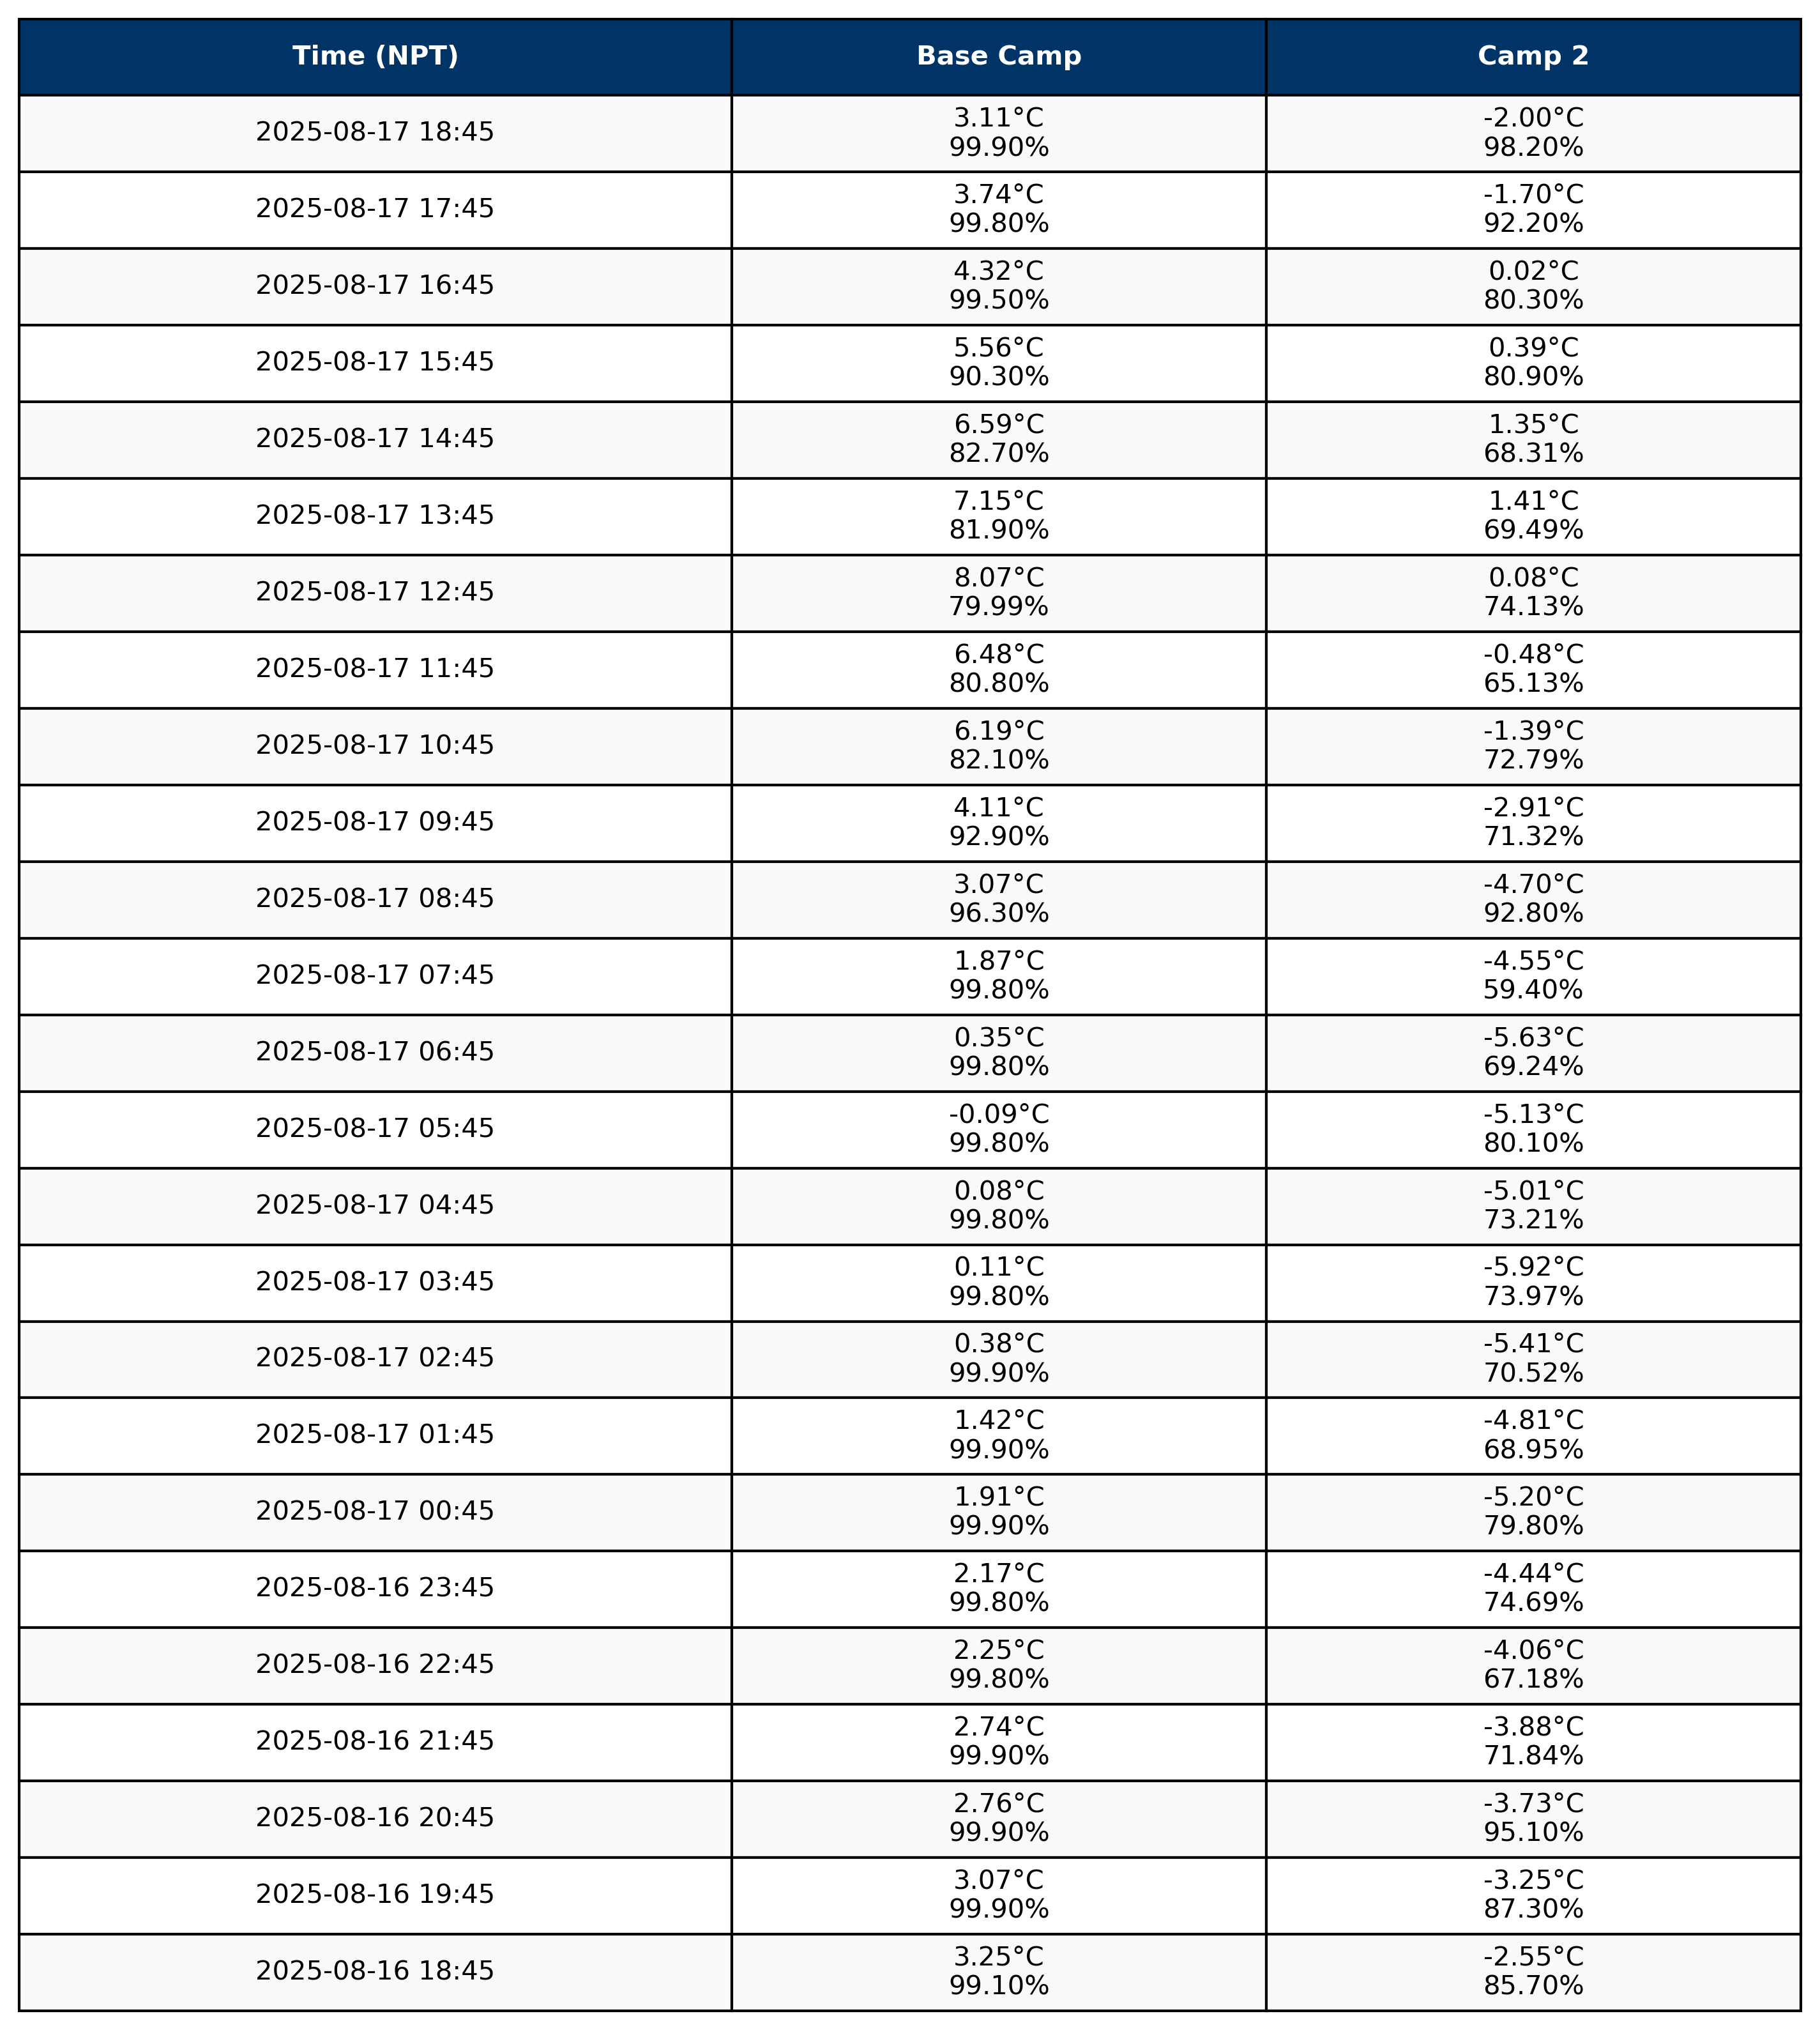 Time (NPT) Base Camp Camp 2
2025-08-17 18:45 3.11°C -2.00°C
99.90% 98.20%
2025-08-17 17:45 3.74°C -1.70°C
99.80% 92.20%
2025-08-17 16:45 4.32°C 0.02°C
99.50% 80.30%
2025-08-17 15:45 5.56°C 0.39°C
90.30% 80.90%
2025-08-17 14:45 6.59°C 1.35°C
82.70% 68.31%
2025-08-17 13:45 7.15°C 1.41°C
81.90% 69.49%
2025-08-17 12:45 8.07°C 0.08°C
79.99% 74.13%
2025-08-17 11:45 6.48°C -0.48°C
80.80% 65.13%
2025-08-17 10:45 6.19°C -1.39°C
82.10% 72.79%
2025-08-17 09:45 4.11°C -2.91°C
92.90% 71.32%
2025-08-17 08:45 3.07°C -4.70°C
96.30% 92.80%
2025-08-17 07:45 1.87°C -4.55°C
99.80% 59.40%
2025-08-17 06:45 0.35°C -5.63°C
99.80% 69.24%
2025-08-17 05:45 -0.09°C -5.13°C
99.80% 80.10%
2025-08-17 04:45 0.08°C -5.01°C
99.80% 73.21%
2025-08-17 03:45 0.11°C -5.92°C
99.80% 73.97%
2025-08-17 02:45 0.38°C -5.41°C
99.90% 70.52%
2025-08-17 01:45 1.42°C -4.81°C
99.90% 68.95%
2025-08-17 00:45 1.91°C -5.20°C
99.90% 79.80%
2025-08-16 23:45 2.17°C -4.44°C
99.80% 74.69%
2025-08-16 22:45 2.25°C -4.06°C
99.80% 67.18%
2025-08-16 21:45 2.74°C -3.88°C
99.90% 71.84%
2025-08-16 20:45 2.76°C -3.73°C
99.90% 95.10%
2025-08-16 19:45 3.07°C -3.25°C
99.90% 87.30%
2025-08-16 18:45 3.25°C -2.55°C
99.10% 85.70%